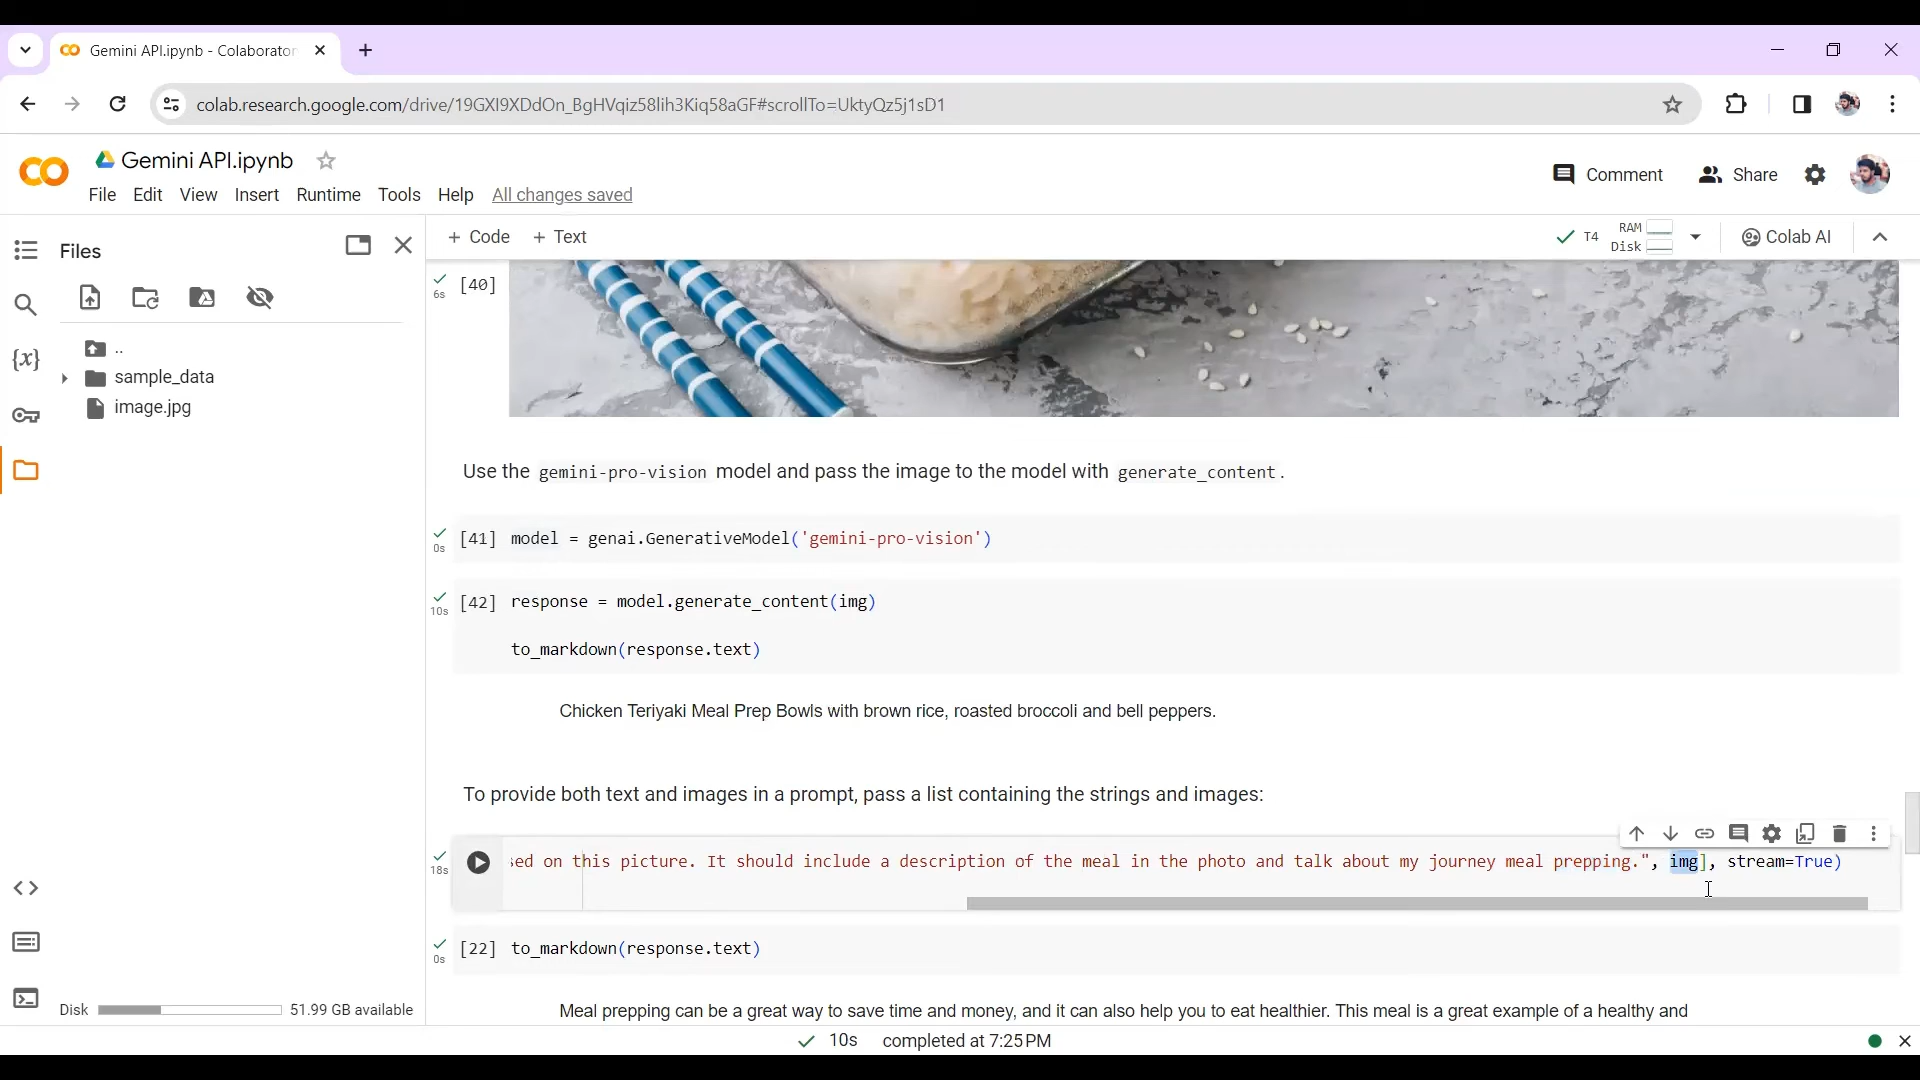 Gemini API.ipynb - Colaborator
colab.research.google.com/drive/19GXI9XDdOn_BgHVqiz58lih3Kiq58aGF#scrollTo=UktyQz5j1sD1
Gemini API.ipynb
File Edit View Insert Runtime Tools Help All changes saved
Comment Share
Files
+ Code + Text
T4 RAM Disk
Colab AI
..
sample_data
image.jpg
6s [40]
Use the gemini-pro-vision model and pass the image to the model with generate_content.
0s [41] model = genai.GenerativeModel('gemini-pro-vision')
10s [42] response = model.generate_content(img)
to_markdown(response.text)
Chicken Teriyaki Meal Prep Bowls with brown rice, roasted broccoli and bell peppers.
To provide both text and images in a prompt, pass a list containing the strings and images:
18s sed on this picture. It should include a description of the meal in the photo and talk about my journey meal prepping.", img], stream=True)
0s [22] to_markdown(response.text)
Meal prepping can be a great way to save time and money, and it can also help you to eat healthier. This meal is a great example of a healthy and
Disk 51.99 GB available
10s completed at 7:25 PM